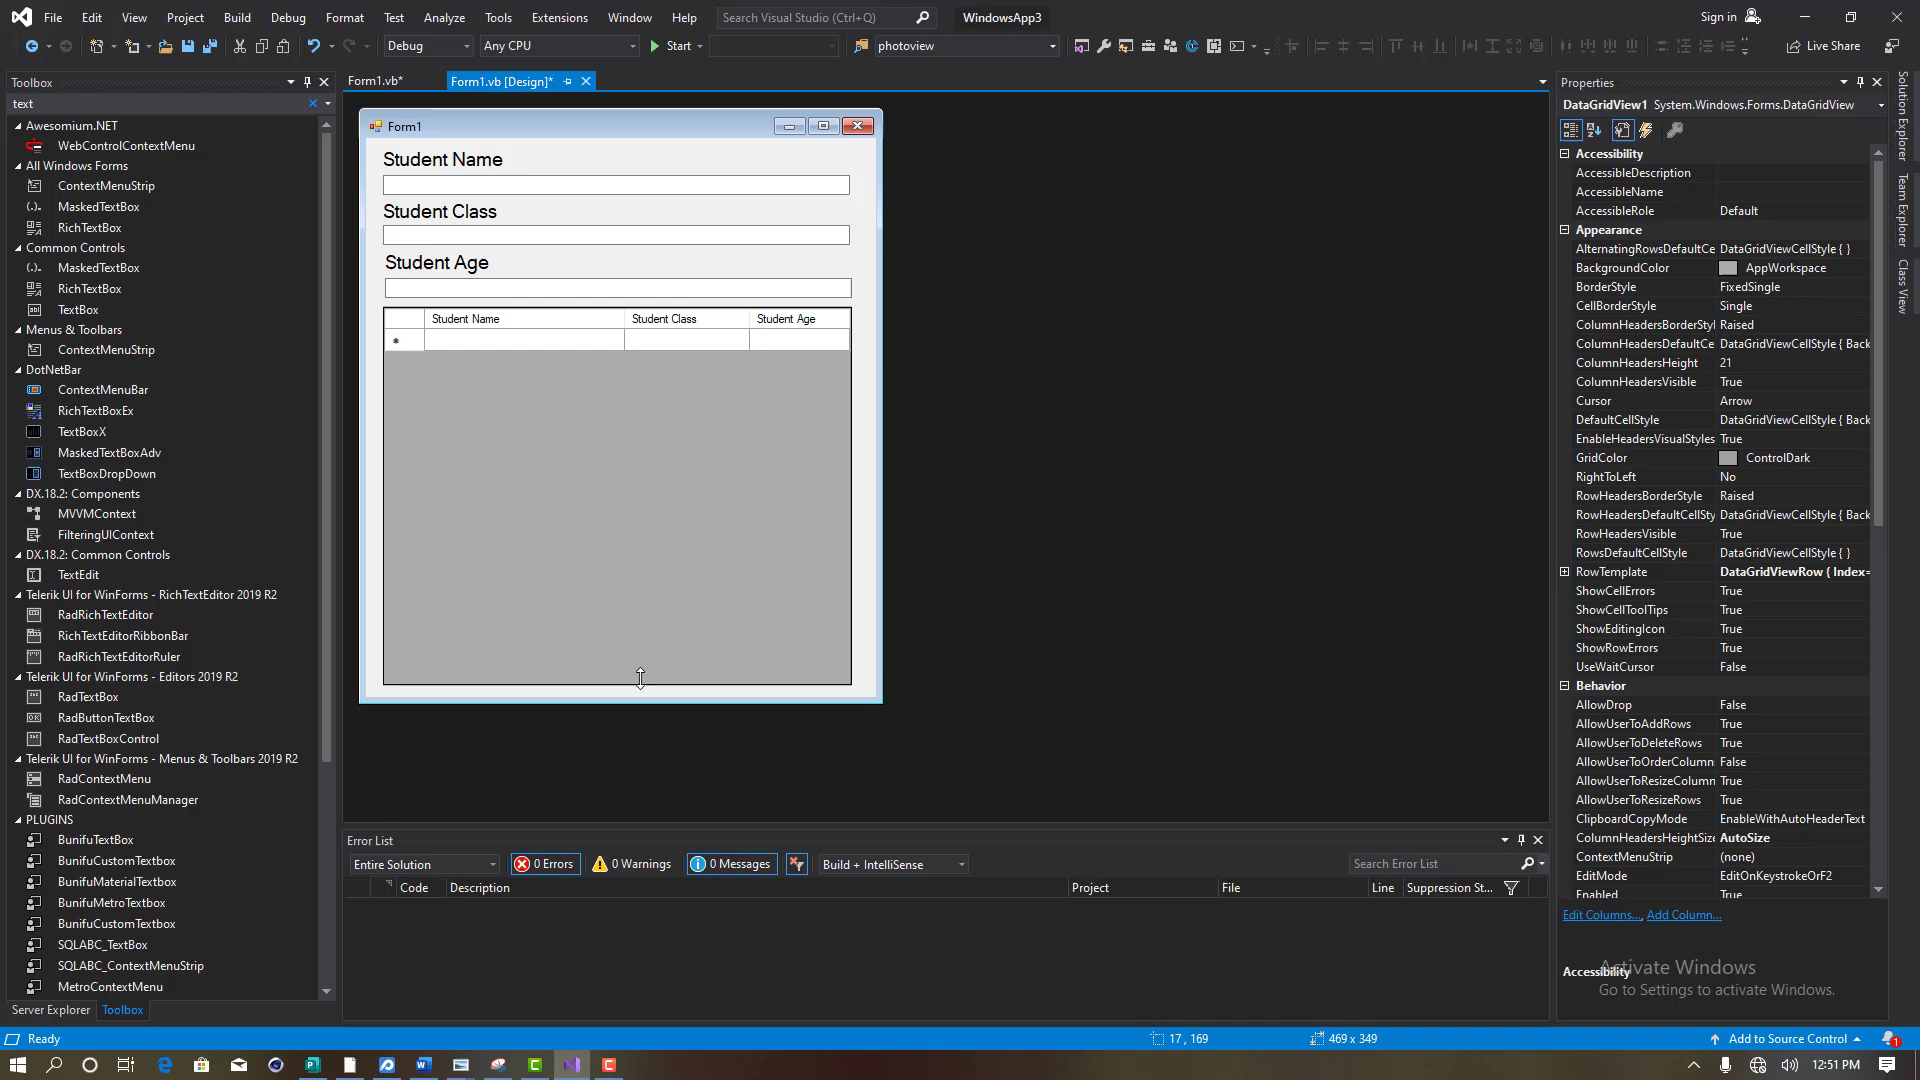 File Edit View Project Build Debug Format Test Analyze Tools Extensions Window Help Search Visual Studio (Ctrl+Q) WindowsApp3 Sign in
Debug Any CPU Start photoview Live Share
Toolbox
text
Awesomium.NET
WebControlContextMenu
All Windows Forms
ContextMenuStrip
MaskedTextBox
RichTextBox
Common Controls
MaskedTextBox
RichTextBox
TextBox
Menus & Toolbars
ContextMenuStrip
DotNetBar
ContextMenuBar
RichTextBoxEx
TextBoxX
MaskedTextBoxAdv
TextBoxDropDown
DX.18.2: Components
MVVMContext
FilteringUIContext
DX.18.2: Common Controls
TextEdit
Telerik UI for WinForms - RichTextEditor 2019 R2
RadRichTextEditor
RichTextEditorRibbonBar
RadRichTextEditorRuler
Telerik UI for WinForms - Editors 2019 R2
RadTextBox
RadButtonTextBox
RadTextBoxControl
Telerik UI for WinForms - Menus & Toolbars 2019 R2
RadContextMenu
RadContextMenuManager
PLUGINS
BunifuTextBox
BunifuCustomTextbox
BunifuMaterialTextbox
BunifuMetroTextbox
BunifuCustomTextbox
SQLABC_TextBox
SQLABC_ContextMenuStrip
MetroContextMenu
Server Explorer Toolbox
Form1.vb* Form1.vb [Design]*
Form1
Student Name
Student Class
Student Age
Student Name Student Class Student Age
Error List
Entire Solution 0 Errors 0 Warnings 0 Messages Build + IntelliSense Search Error List
Code Description Project File Line Suppression St...
Properties
DataGridView1 System.Windows.Forms.DataGridView
Accessibility
AccessibleDescription
AccessibleName
AccessibleRole Default
Appearance
AlternatingRowsDefaultCe DataGridViewCellStyle { }
BackgroundColor AppWorkspace
BorderStyle FixedSingle
CellBorderStyle Single
ColumnHeadersBorderStyl Raised
ColumnHeadersDefaultCe DataGridViewCellStyle { Back
ColumnHeadersHeight 21
ColumnHeadersVisible True
Cursor Arrow
DefaultCellStyle DataGridViewCellStyle { Back
EnableHeadersVisualStyles True
GridColor ControlDark
RightToLeft No
RowHeadersBorderStyle Raised
RowHeadersDefaultCellSty DataGridViewCellStyle { Back
RowHeadersVisible True
RowsDefaultCellStyle DataGridViewCellStyle { }
RowTemplate DataGridViewRow { Index=
ShowCellErrors True
ShowCellToolTips True
ShowEditingIcon True
ShowRowErrors True
UseWaitCursor False
Behavior
AllowDrop False
AllowUserToAddRows True
AllowUserToDeleteRows True
AllowUserToOrderColumn False
AllowUserToResizeColumn True
AllowUserToResizeRows True
ClipboardCopyMode EnableWithAutoHeaderText
ColumnHeadersHeightSize AutoSize
ContextMenuStrip (none)
EditMode EditOnKeystrokeOrF2
Enabled True
Edit Columns..., Add Column...
Accessibility
Activate Windows
Go to Settings to activate Windows.
Solution Explorer
Team Explorer
Class View
Ready 17 , 169 469 x 349 Add to Source Control 1
12:51 PM